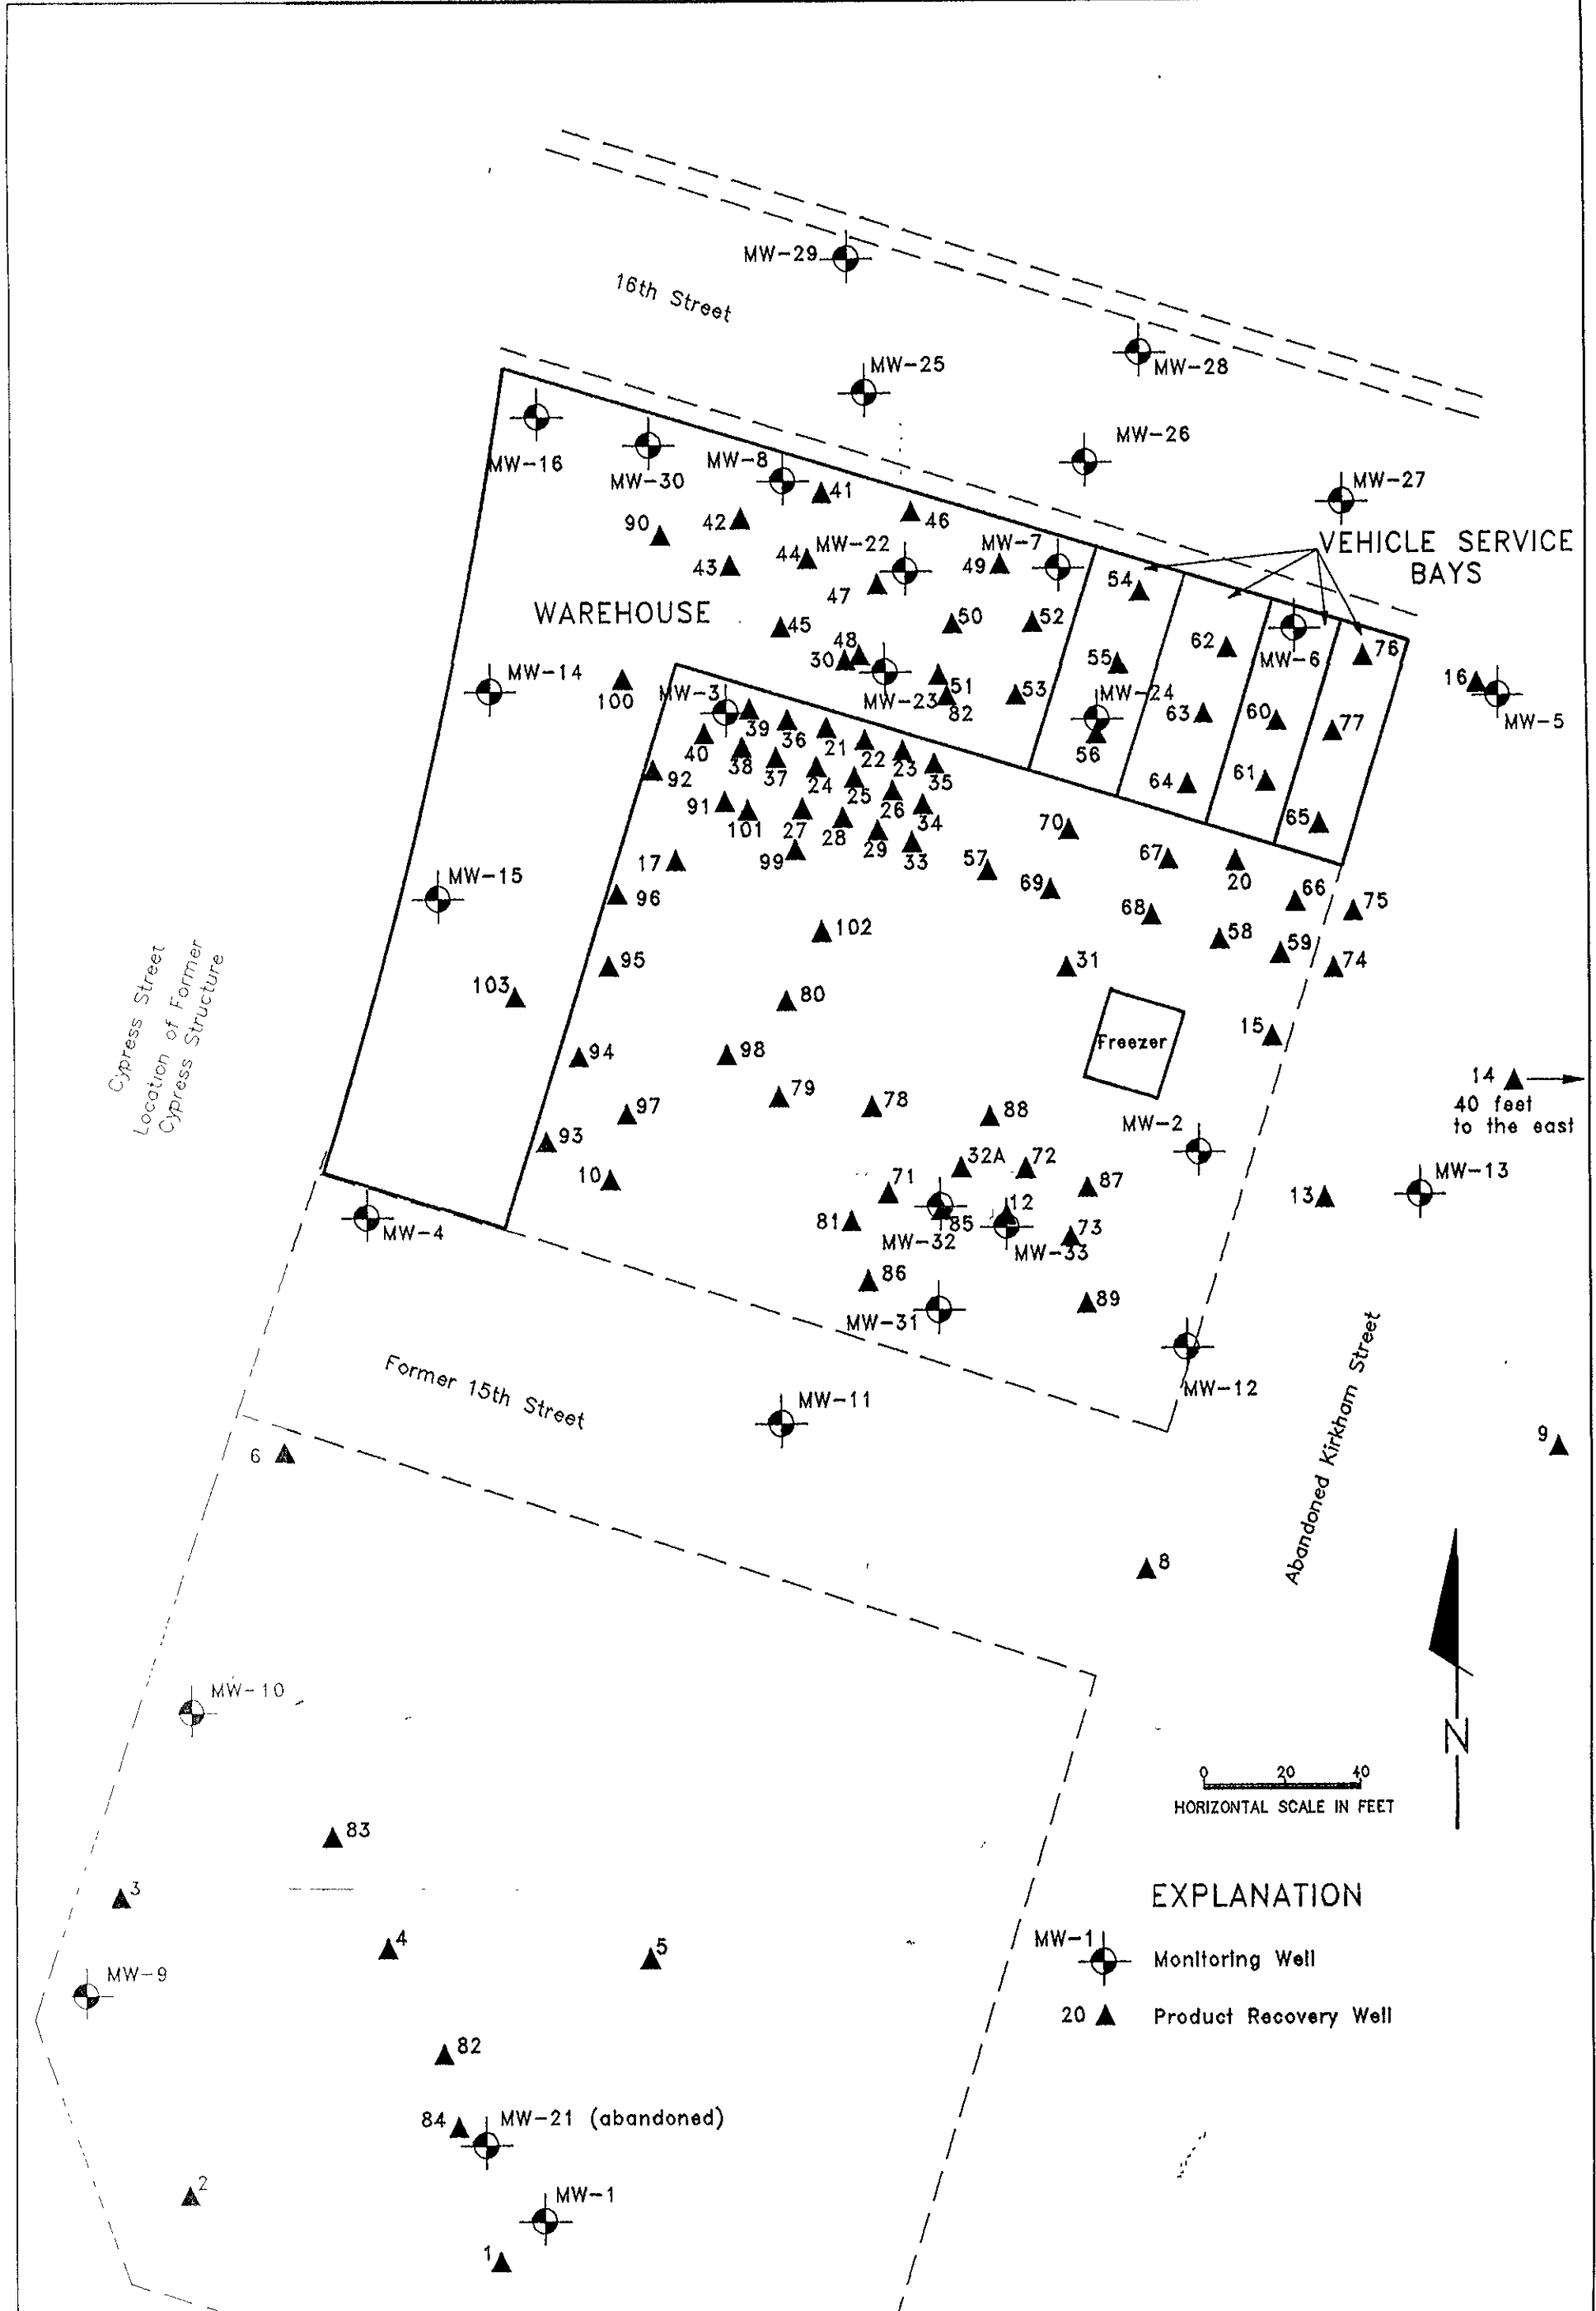 MW-29
16th Street
MW-28
MW-25
MW-26
MW-16
MW-30
MW-8
41
MW-27
90
42
46
VEHICLE SERVICE
BAYS
43
44
MW-22
47
49
MW-7
54
WAREHOUSE
45
50
52
62
MW-6
76
48
30
55
MW-14
100
MW-3
MW-23
51
82
53
MW-24
16
MW-5
39
36
21
63
60
77
40
38
37
22
23
56
24
25
35
92
26
64
61
91
101
27
28
34
65
29
33
70
99
17
57
67
20
MW-15
96
69
66
75
68
102
58
59
95
31
74
103
80
Cypress Street
Location of Former
Cypress Structure
15
Freezer
94
98
14
40 feet
to the east
79
78
97
88
MW-2
93
32A
72
10
71
87
MW-13
13
81
85
12
MW-4
MW-32
73
MW-33
86
89
MW-31
Former 15th Street
MW-12
MW-11
Abandoned Kirkham Street
9
6
8
MW-10
N
0 20 40
HORIZONTAL SCALE IN FEET
83
3
EXPLANATION
4
5
MW-1
Monitoring Well
MW-9
20
Product Recovery Well
82
84
MW-21 (abandoned)
2
MW-1
1